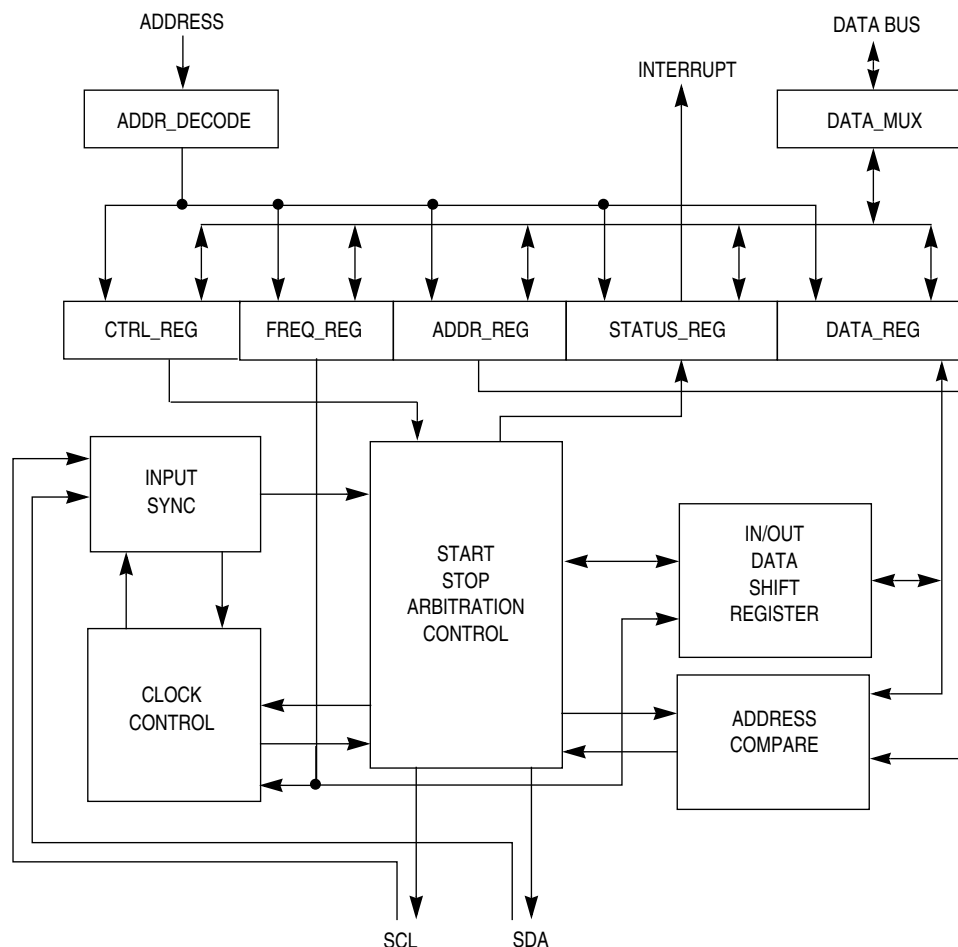 ADDRESS
DATA BUS
INTERRUPT
ADDR_DECODE
DATA_MUX
CTRL_REG
FREQ_REG
ADDR_REG
STATUS_REG
DATA_REG
INPUT
SYNC
START
STOP
ARBITRATION
CONTROL
IN/OUT
DATA
SHIFT
REGISTER
CLOCK
CONTROL
ADDRESS
COMPARE
SCL
SDA